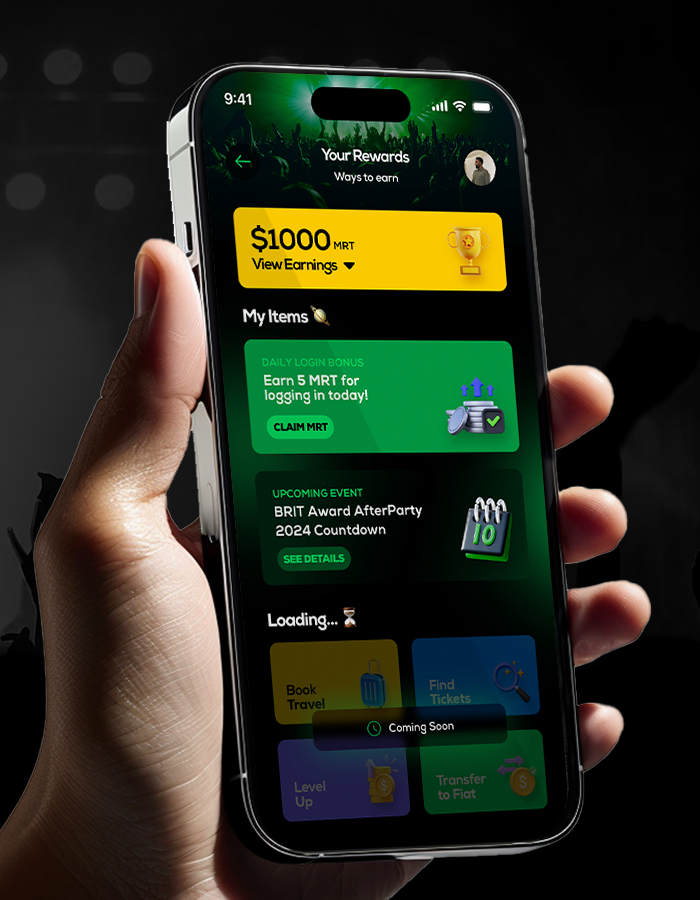 9:41
Your Rewards
Ways to earn
$1000 MRT
View Earnings
My Items
DAILY LOGIN BONUS
Earn 5 MRT for
logging in today!
CLAIM MRT
UPCOMING EVENT
BRIT Award AfterParty
2024 Countdown
10
SEE DETAILS
Loading...
Book
Travel
Find
Tickets
Coming Soon
Level
Up
Transfer
to Fiat